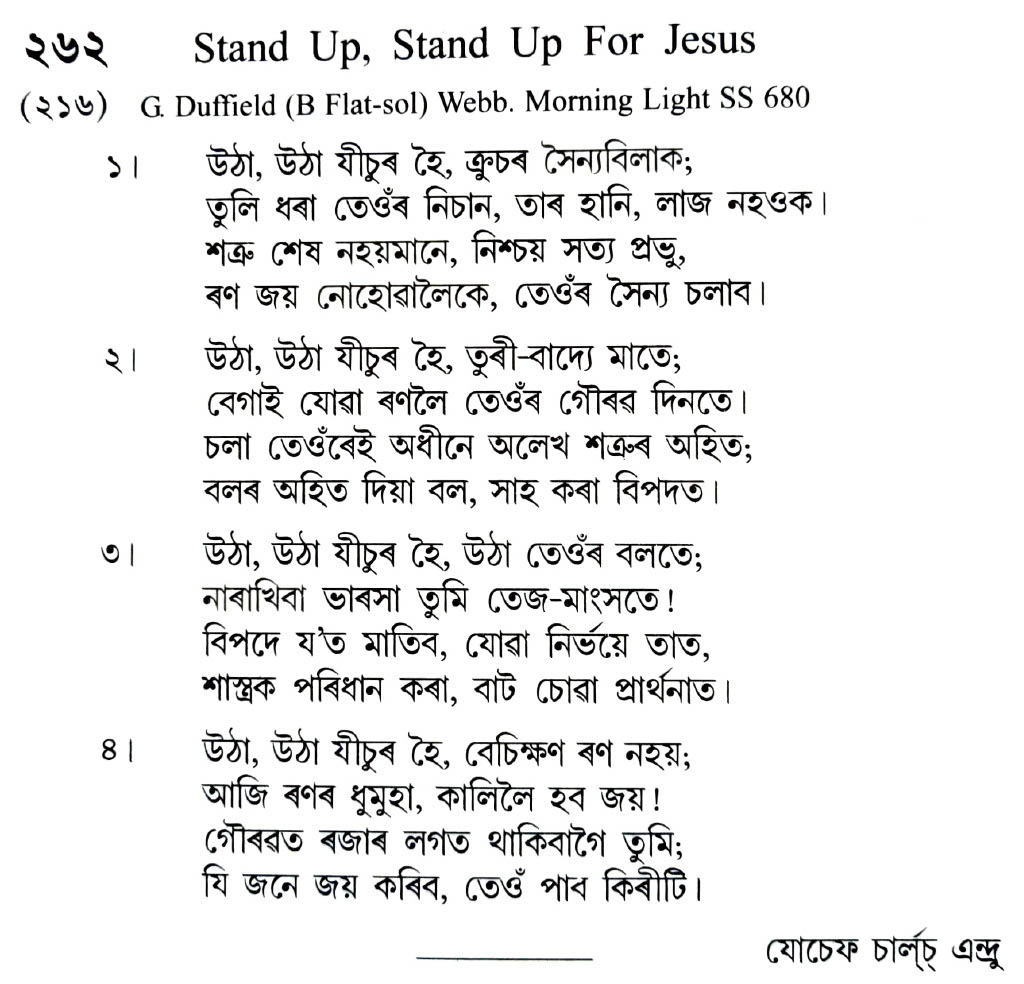 ২৬২ Stand Up, Stand Up For Jesus
(২১৬) G. Duffield (B Flat-sol) Webb. Morning Light SS 680
১। উঠা, উঠা যীচুৰ হৈ, ক্ৰুচৰ সৈন্যবিলাক;
তুলি ধৰা তেওঁৰ নিচান, তাৰ হানি, লাজ নহওক।
শত্ৰু শেষ নহয়মানে, নিশ্চয় সত্য প্ৰভু,
ৰণ জয় নোহোৱালৈকে, তেওঁৰ সৈন্য চলাব।
২। উঠা, উঠা যীচুৰ হৈ, তুৰী-বাদ্যে মাতে;
বেগাই যোৱা ৰণলৈ তেওঁৰ গৌৰৱ দিনতে।
চলা তেওঁৰেই অধীনে অলেখ শত্ৰুৰ অহিত;
বলৰ অহিত দিয়া বল, সাহ কৰা বিপদত।
৩। উঠা, উঠা যীচুৰ হৈ, উঠা তেওঁৰ বলতে;
নাৰাখিবা ভাৰসা তুমি তেজ-মাংসতে!
বিপদে য'ত মাতিব, যোৱা নিৰ্ভয়ে তাত,
শাস্ত্ৰক পৰিধান কৰা, বাট চোৱা প্ৰাৰ্থনাত।
৪। উঠা, উঠা যীচুৰ হৈ, বেচিক্ষণ ৰণ নহয়;
আজি ৰণৰ ধুমুহা, কালিলৈ হব জয়!
গৌৰৱত ৰজাৰ লগত থাকিবাগৈ তুমি;
যি জনে জয় কৰিব, তেওঁ পাব কিৰীটি।
যোচেফ চাৰ্ল্চ্ এন্দ্ৰু